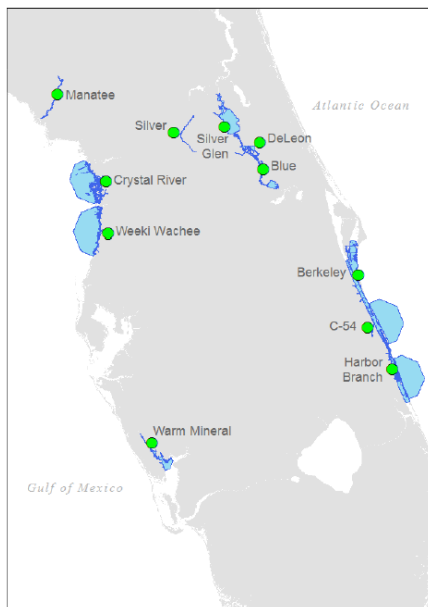 Manatee
Atlantic Ocean
Silver
Silver
Glen
DeLeon
Blue
Crystal River
Weeki Wachee
Berkeley
C-54
Harbor
Branch
Warm Mineral
Gulf of Mexico